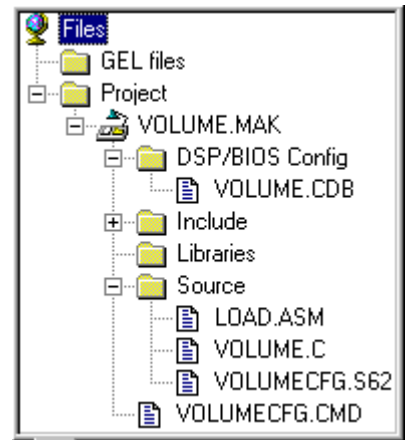 Files
GEL files
Project
VOLUME.MAK
DSP/BIOS Config
VOLUME.CDB
Include
Libraries
Source
LOAD.ASM
VOLUME.C
VOLUMECFG.S62
VOLUMECFG.CMD